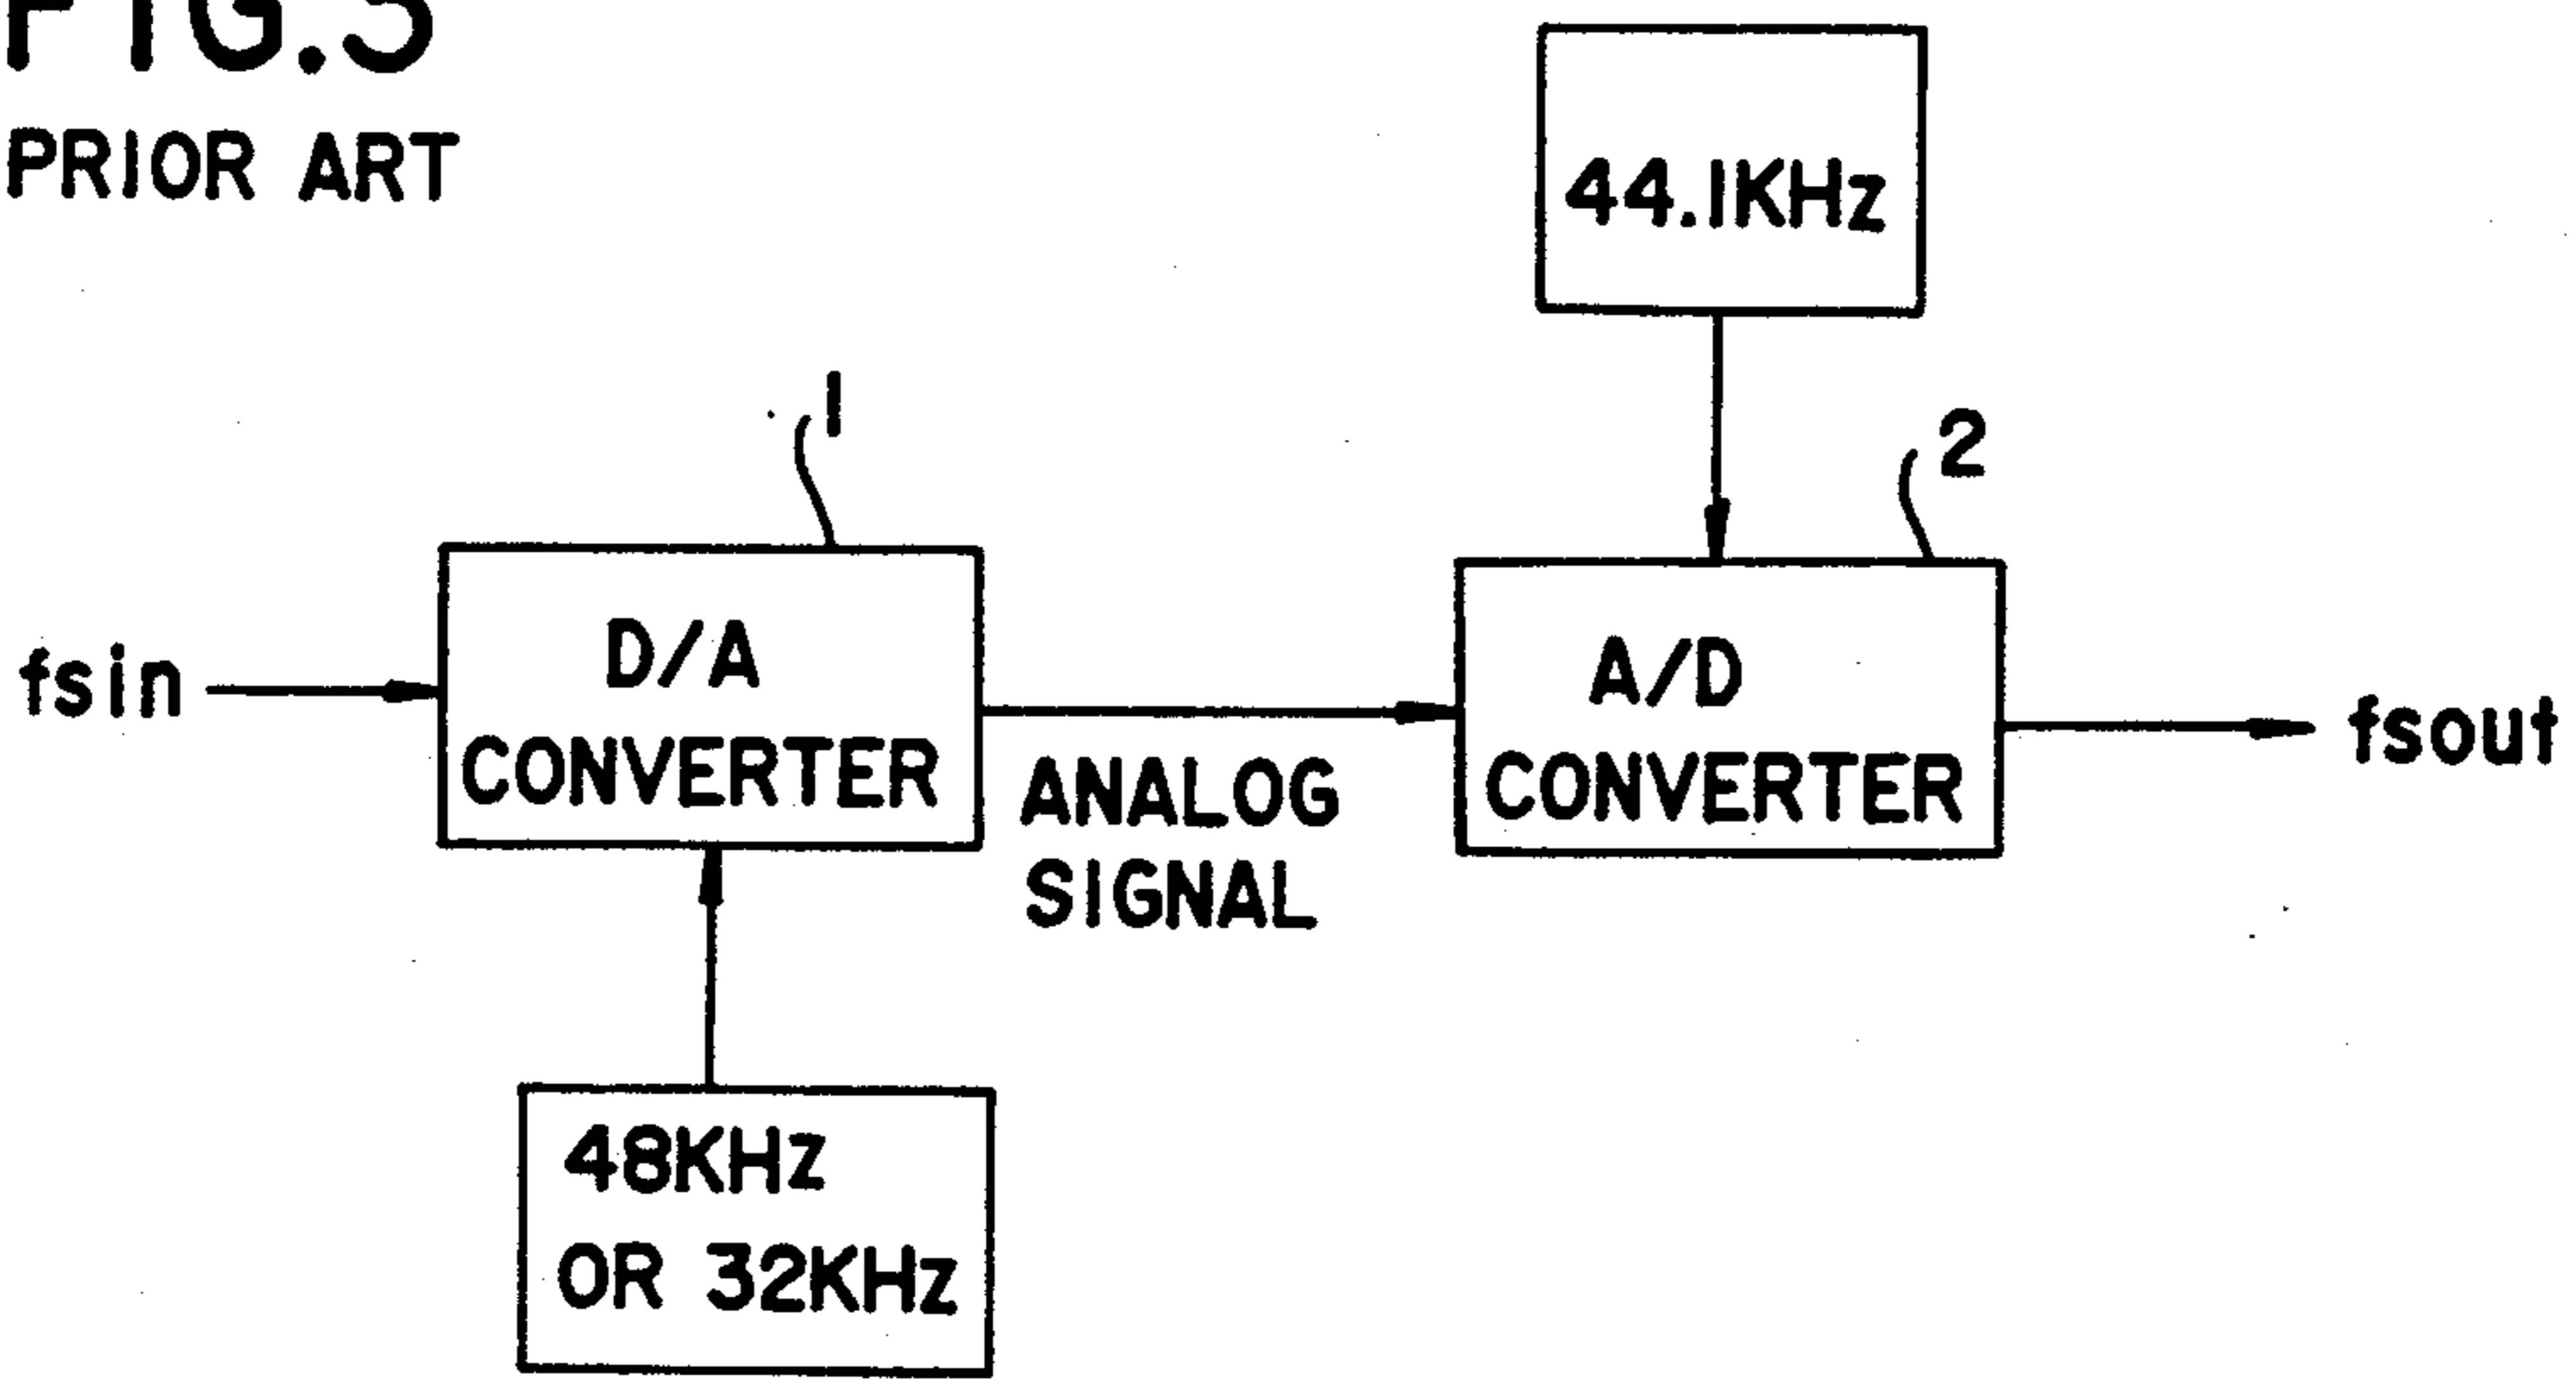 FIG.3
PRIOR ART
44.1KHz
1
2
D/A
CONVERTER
A/D
CONVERTER
fsin
fsout
ANALOG
SIGNAL
48KHz
OR 32KHz